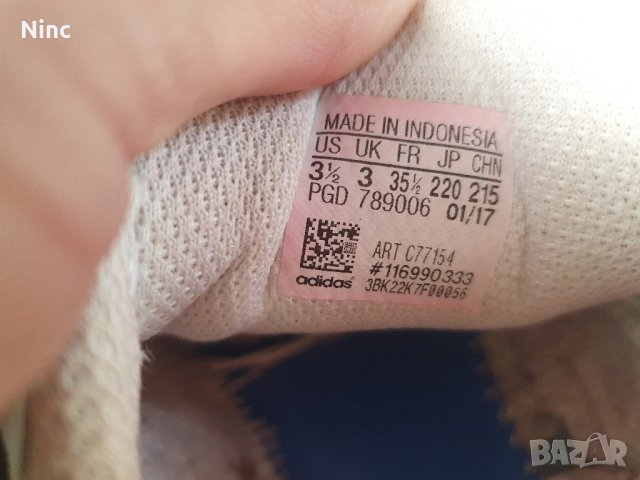 Ninc
MADE IN INDONESIA
US UK FR JP CHN
3½ 3 35½ 220 215
PGD 789006 01/17
ART C77154
#116990333
adidas 3BK22K7F00056
BAZAR